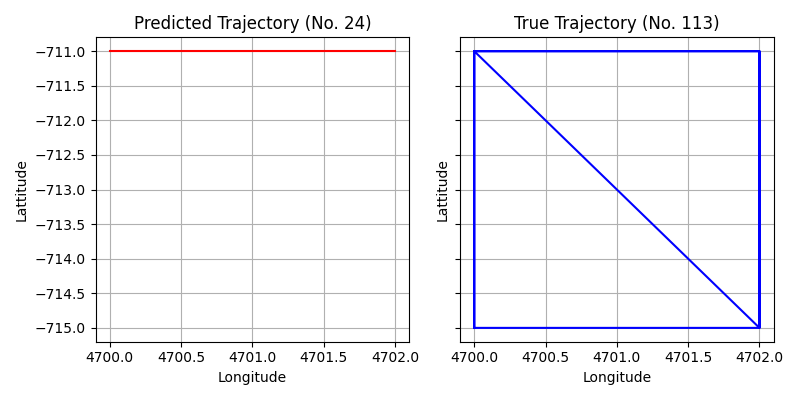 Predicted Trajectory (No. 24)
−711.0
−711.5
−712.0
−712.5
−713.0
−713.5
−714.0
−714.5
−715.0
Lattitude
4700.0 4700.5 4701.0 4701.5 4702.0
Longitude
True Trajectory (No. 113)
Lattitude
4700.0 4700.5 4701.0 4701.5 4702.0
Longitude